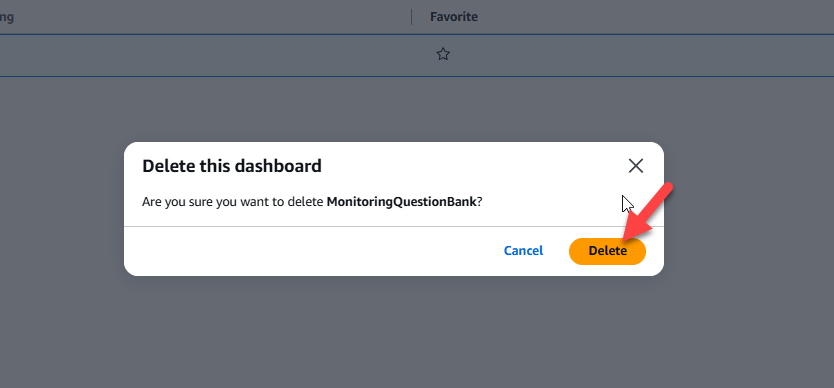 ng
Favorite
Delete this dashboard
Are you sure you want to delete MonitoringQuestionBank?
Cancel
Delete